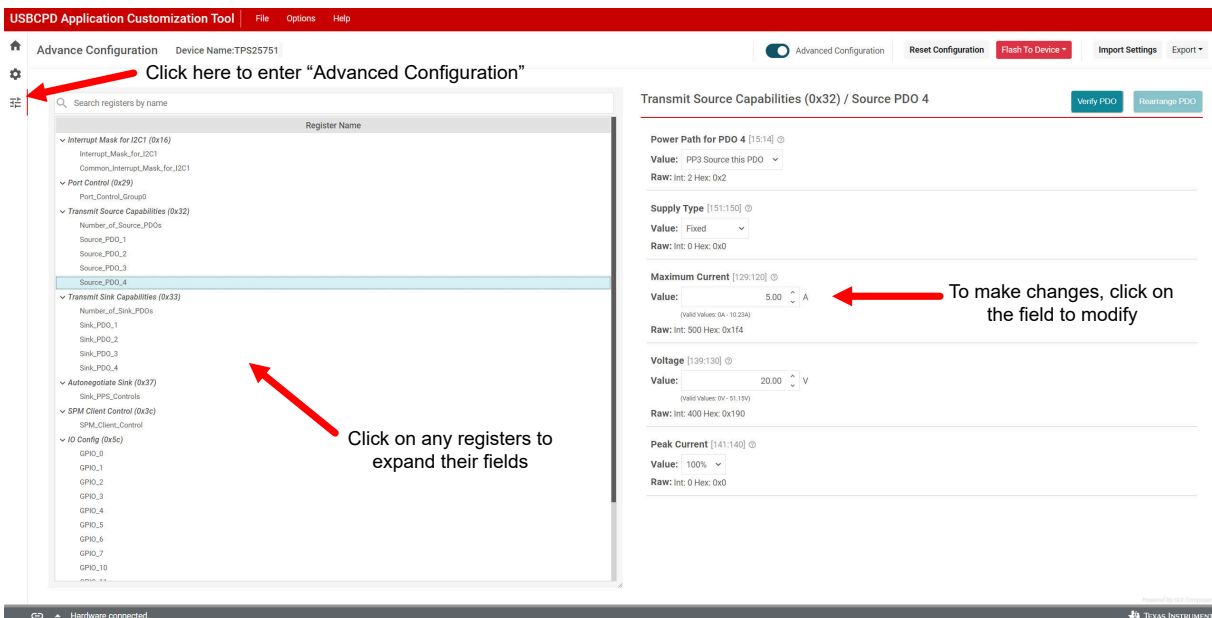 USBCPD Application Customization Tool File Options Help
Advance Configuration Device Name:TPS25751
Advanced Configuration Reset Configuration Flash To Device Import Settings Export
Click here to enter “Advanced Configuration”
Search registers by name
Register Name
Interrupt Mask for I2C1 (0x16)
Interrupt_Mask_for_I2C1
Common_Interrupt_Mask_for_I2C1
Port Control (0x29)
Port_Control_Group0
Transmit Source Capabilities (0x32)
Number_of_Source_PDOs
Source_PDO_1
Source_PDO_2
Source_PDO_3
Source_PDO_4
Transmit Sink Capabilities (0x33)
Number_of_Sink_PDOs
Sink_PDO_1
Sink_PDO_2
Sink_PDO_3
Sink_PDO_4
Autonegotiate Sink (0x37)
Sink_PPS_Controls
SPM Client Control (0x3c)
SPM_Client_Control
IO Config (0x5c)
GPIO_0
GPIO_1
GPIO_2
GPIO_3
GPIO_4
GPIO_5
GPIO_6
GPIO_7
GPIO_10
Click on any registers to
expand their fields
Transmit Source Capabilities (0x32) / Source PDO 4
Verify PDO Rearrange PDO
Power Path for PDO 4 [15:14]
Value: PP3 Source this PDO
Raw: Int: 2 Hex: 0x2
Supply Type [151:150]
Value: Fixed
Raw: Int: 0 Hex: 0x0
Maximum Current [129:120]
Value: 5.00 A
(Valid Values: 0A - 10.23A)
Raw: Int: 500 Hex: 0x1f4
To make changes, click on
the field to modify
Voltage [139:130]
Value: 20.00 V
(Valid Values: 0V - 51.15V)
Raw: Int: 400 Hex: 0x190
Peak Current [141:140]
Value: 100%
Raw: Int: 0 Hex: 0x0
Hardware connected